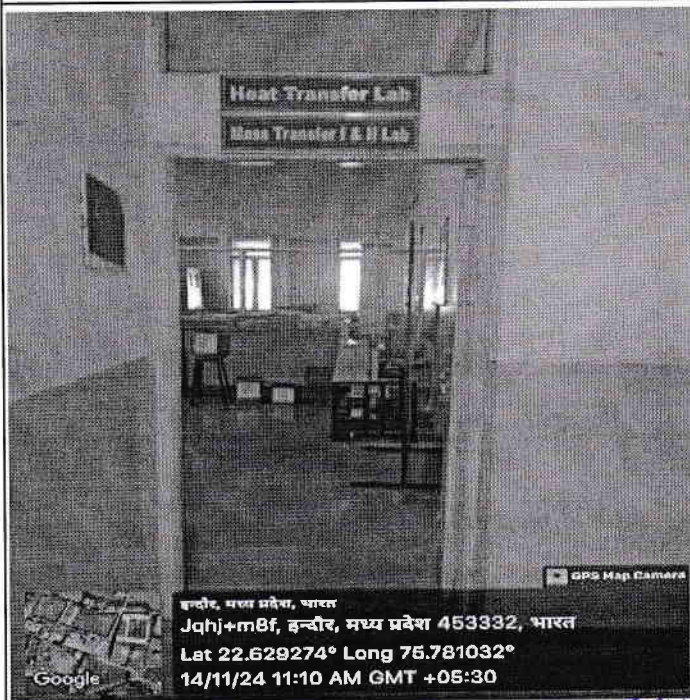 Heat Transfer Lab
Mass Transfer I & II Lab
GPS Map Camera
इन्दौर, मध्य प्रदेश, भारत
Jqhj+m8f, इन्दौर, मध्य प्रदेश 453332, भारत
Lat 22.629274° Long 75.781032°
14/11/24 11:10 AM GMT +05:30
Google